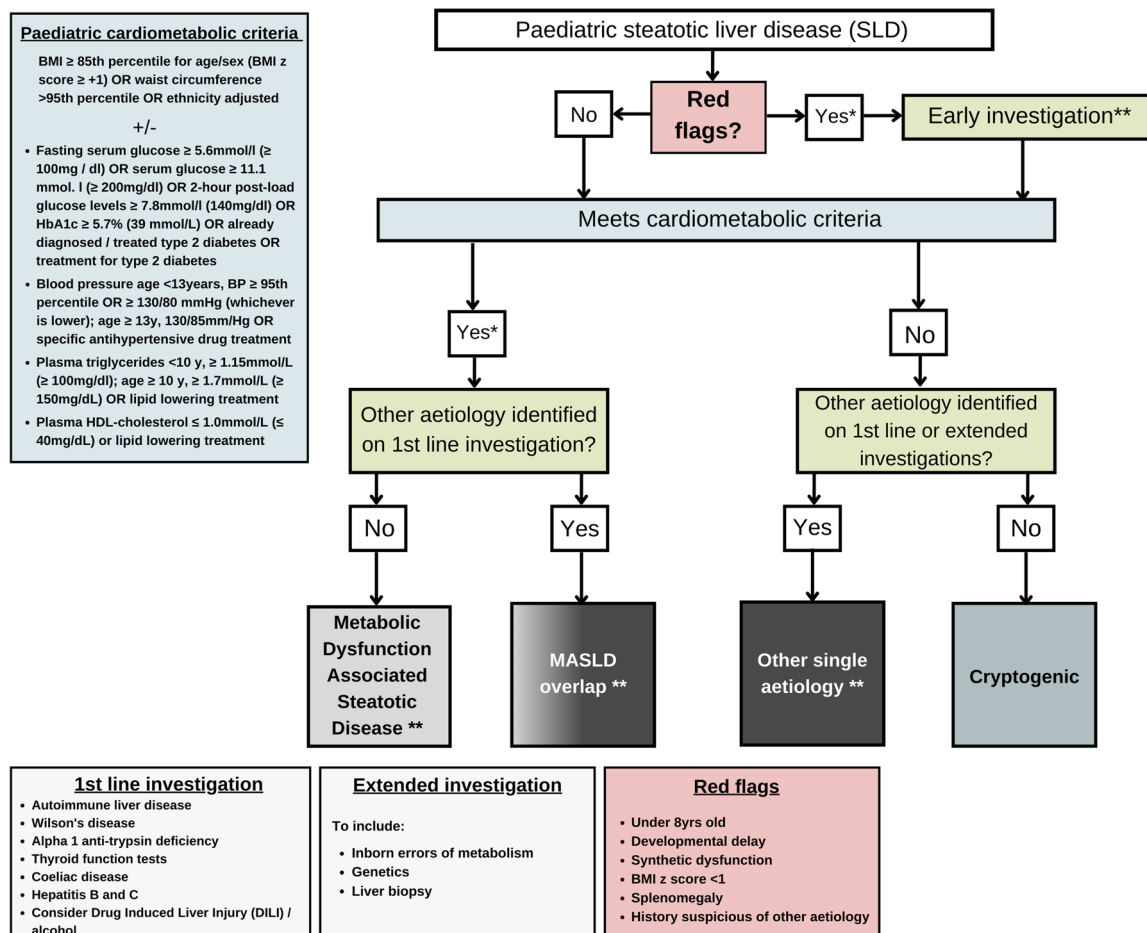 Paediatric cardiometabolic criteria
BMI ≥ 85th percentile for age/sex (BMI z
score ≥ +1) OR waist circumference
>95th percentile OR ethnicity adjusted
+/-
• Fasting serum glucose ≥ 5.6mmol/l (≥
100mg / dl) OR serum glucose ≥ 11.1
mmol. l (≥ 200mg/dl) OR 2-hour post-load
glucose levels ≥ 7.8mmol/l (140mg/dl) OR
HbA1c ≥ 5.7% (39 mmol/L) OR already
diagnosed / treated type 2 diabetes OR
treatment for type 2 diabetes
• Blood pressure age <13years, BP ≥ 95th
percentile OR ≥ 130/80 mmHg (whichever
is lower); age ≥ 13y, 130/85mm/Hg OR
specific antihypertensive drug treatment
• Plasma triglycerides <10 y, ≥ 1.15mmol/L
(≥ 100mg/dl); age ≥ 10 y, ≥ 1.7mmol/L (≥
150mg/dL) OR lipid lowering treatment
• Plasma HDL-cholesterol ≤ 1.0mmol/L (≤
40mg/dL) or lipid lowering treatment
Paediatric steatotic liver disease (SLD)
No
Red
flags?
Yes*
Early investigation**
Meets cardiometabolic criteria
Yes*
No
Other aetiology identified
on 1st line investigation?
Other aetiology identified
on 1st line or extended
investigations?
No
Yes
Yes
No
Metabolic
Dysfunction
Associated
Steatotic
Disease **
MASLD
overlap **
Other single
aetiology **
Cryptogenic
1st line investigation
• Autoimmune liver disease
• Wilson's disease
• Alpha 1 anti-trypsin deficiency
• Thyroid function tests
• Coeliac disease
• Hepatitis B and C
• Consider Drug Induced Liver Injury (DILI) /
alcohol
Extended investigation
To include:
• Inborn errors of metabolism
• Genetics
• Liver biopsy
Red flags
• Under 8yrs old
• Developmental delay
• Synthetic dysfunction
• BMI z score <1
• Splenomegaly
• History suspicious of other aetiology